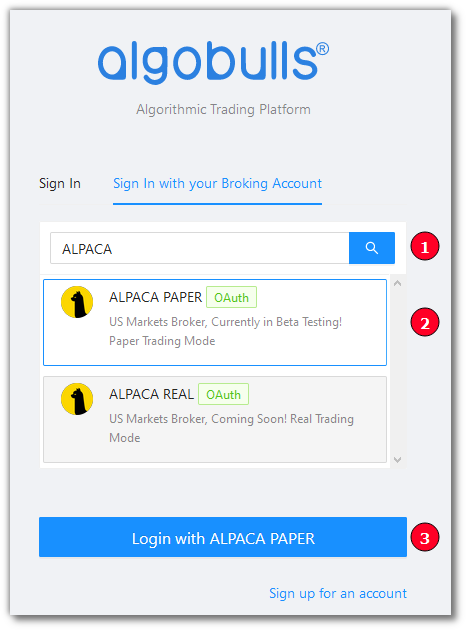 algobulls®
Algorithmic Trading Platform
Sign In
Sign In with your Broking Account
ALPACA
1
ALPACA PAPER OAuth
US Markets Broker, Currently in Beta Testing!
Paper Trading Mode
2
ALPACA REAL OAuth
US Markets Broker, Coming Soon! Real Trading
Mode
Login with ALPACA PAPER
3
Sign up for an account